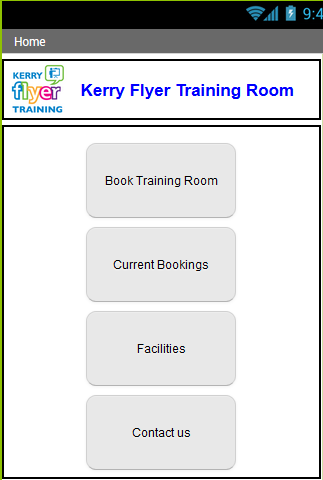 9:4
Home
KERRY
flyer
TRAINING
Kerry Flyer Training Room
Book Training Room
Current Bookings
Facilities
Contact us